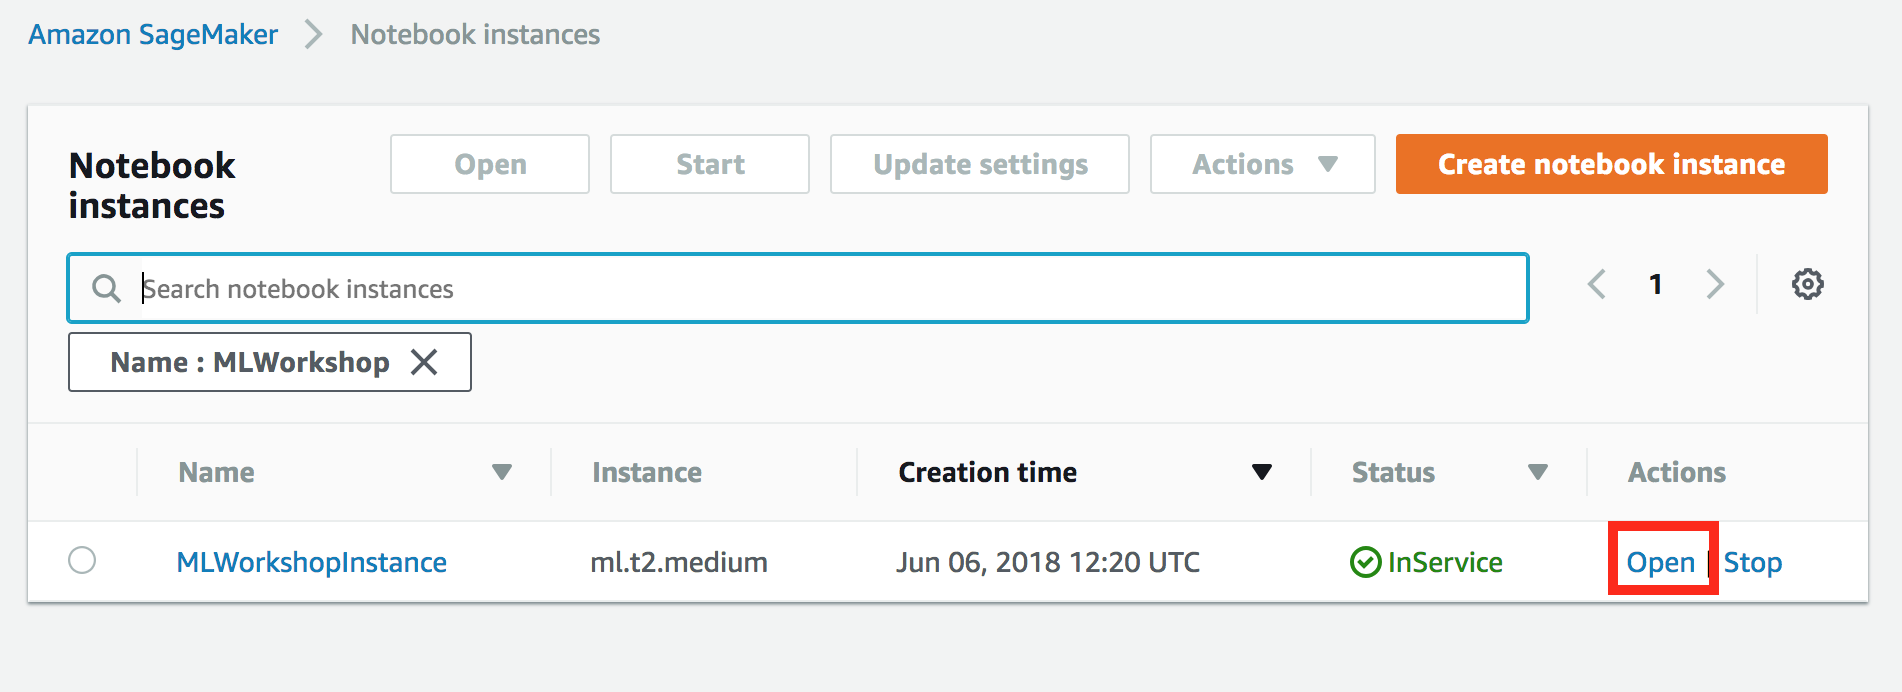 Amazon SageMaker > Notebook instances
Notebook
instances
Open Start Update settings Actions Create notebook instance
Search notebook instances 1
Name : MLWorkshop
Name Instance Creation time Status Actions
MLWorkshopInstance ml.t2.medium Jun 06, 2018 12:20 UTC InService Open | Stop